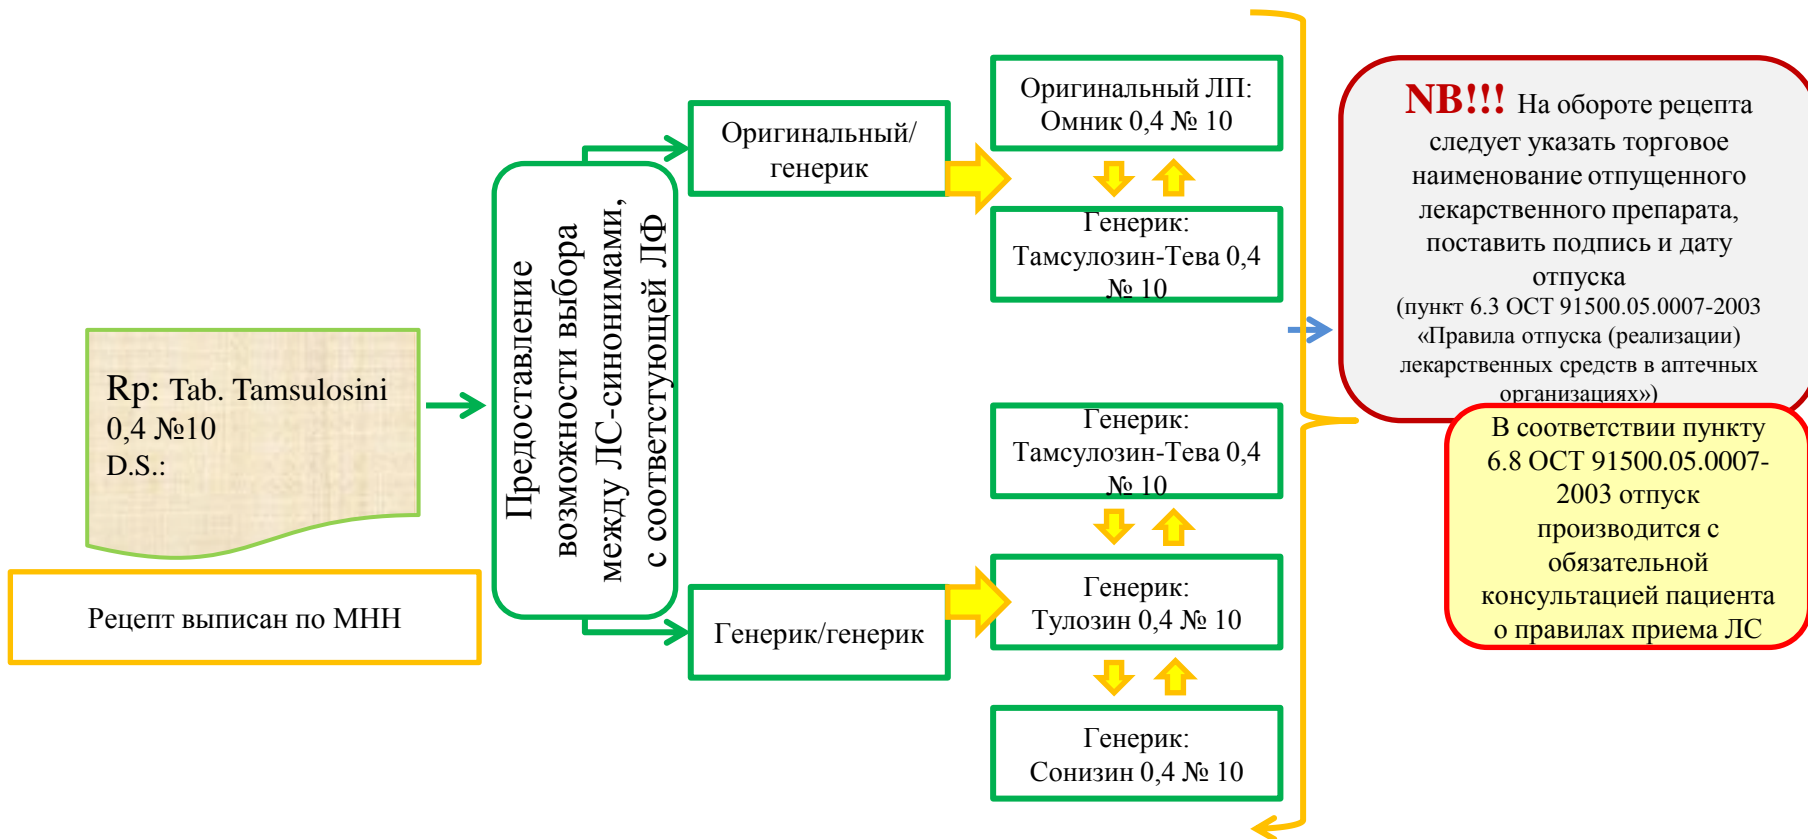 Rp: Tab. Tamsulosini
0,4 №10
D.S.:
Рецепт выписан по МНН
Предоставление
возможности выбора
между ЛС-синонимами,
с соответстующей ЛФ
Оригинальный/
генерик
Генерик/генерик
Оригинальный ЛП:
Омник 0,4 № 10
Генерик:
Тамсулозин-Тева 0,4
№ 10
Генерик:
Тамсулозин-Тева 0,4
№ 10
Генерик:
Тулозин 0,4 № 10
Генерик:
Сонизин 0,4 № 10
NB!!! На обороте рецепта
следует указать торговое
наименование отпущенного
лекарственного препарата,
поставить подпись и дату
отпуска
(пункт 6.3 ОСТ 91500.05.0007-2003
«Правила отпуска (реализации)
лекарственных средств в аптечных
организациях»)
В соответствии пункту
6.8 ОСТ 91500.05.0007-
2003 отпуск
производится с
обязательной
консультацией пациента
о правилах приема ЛС